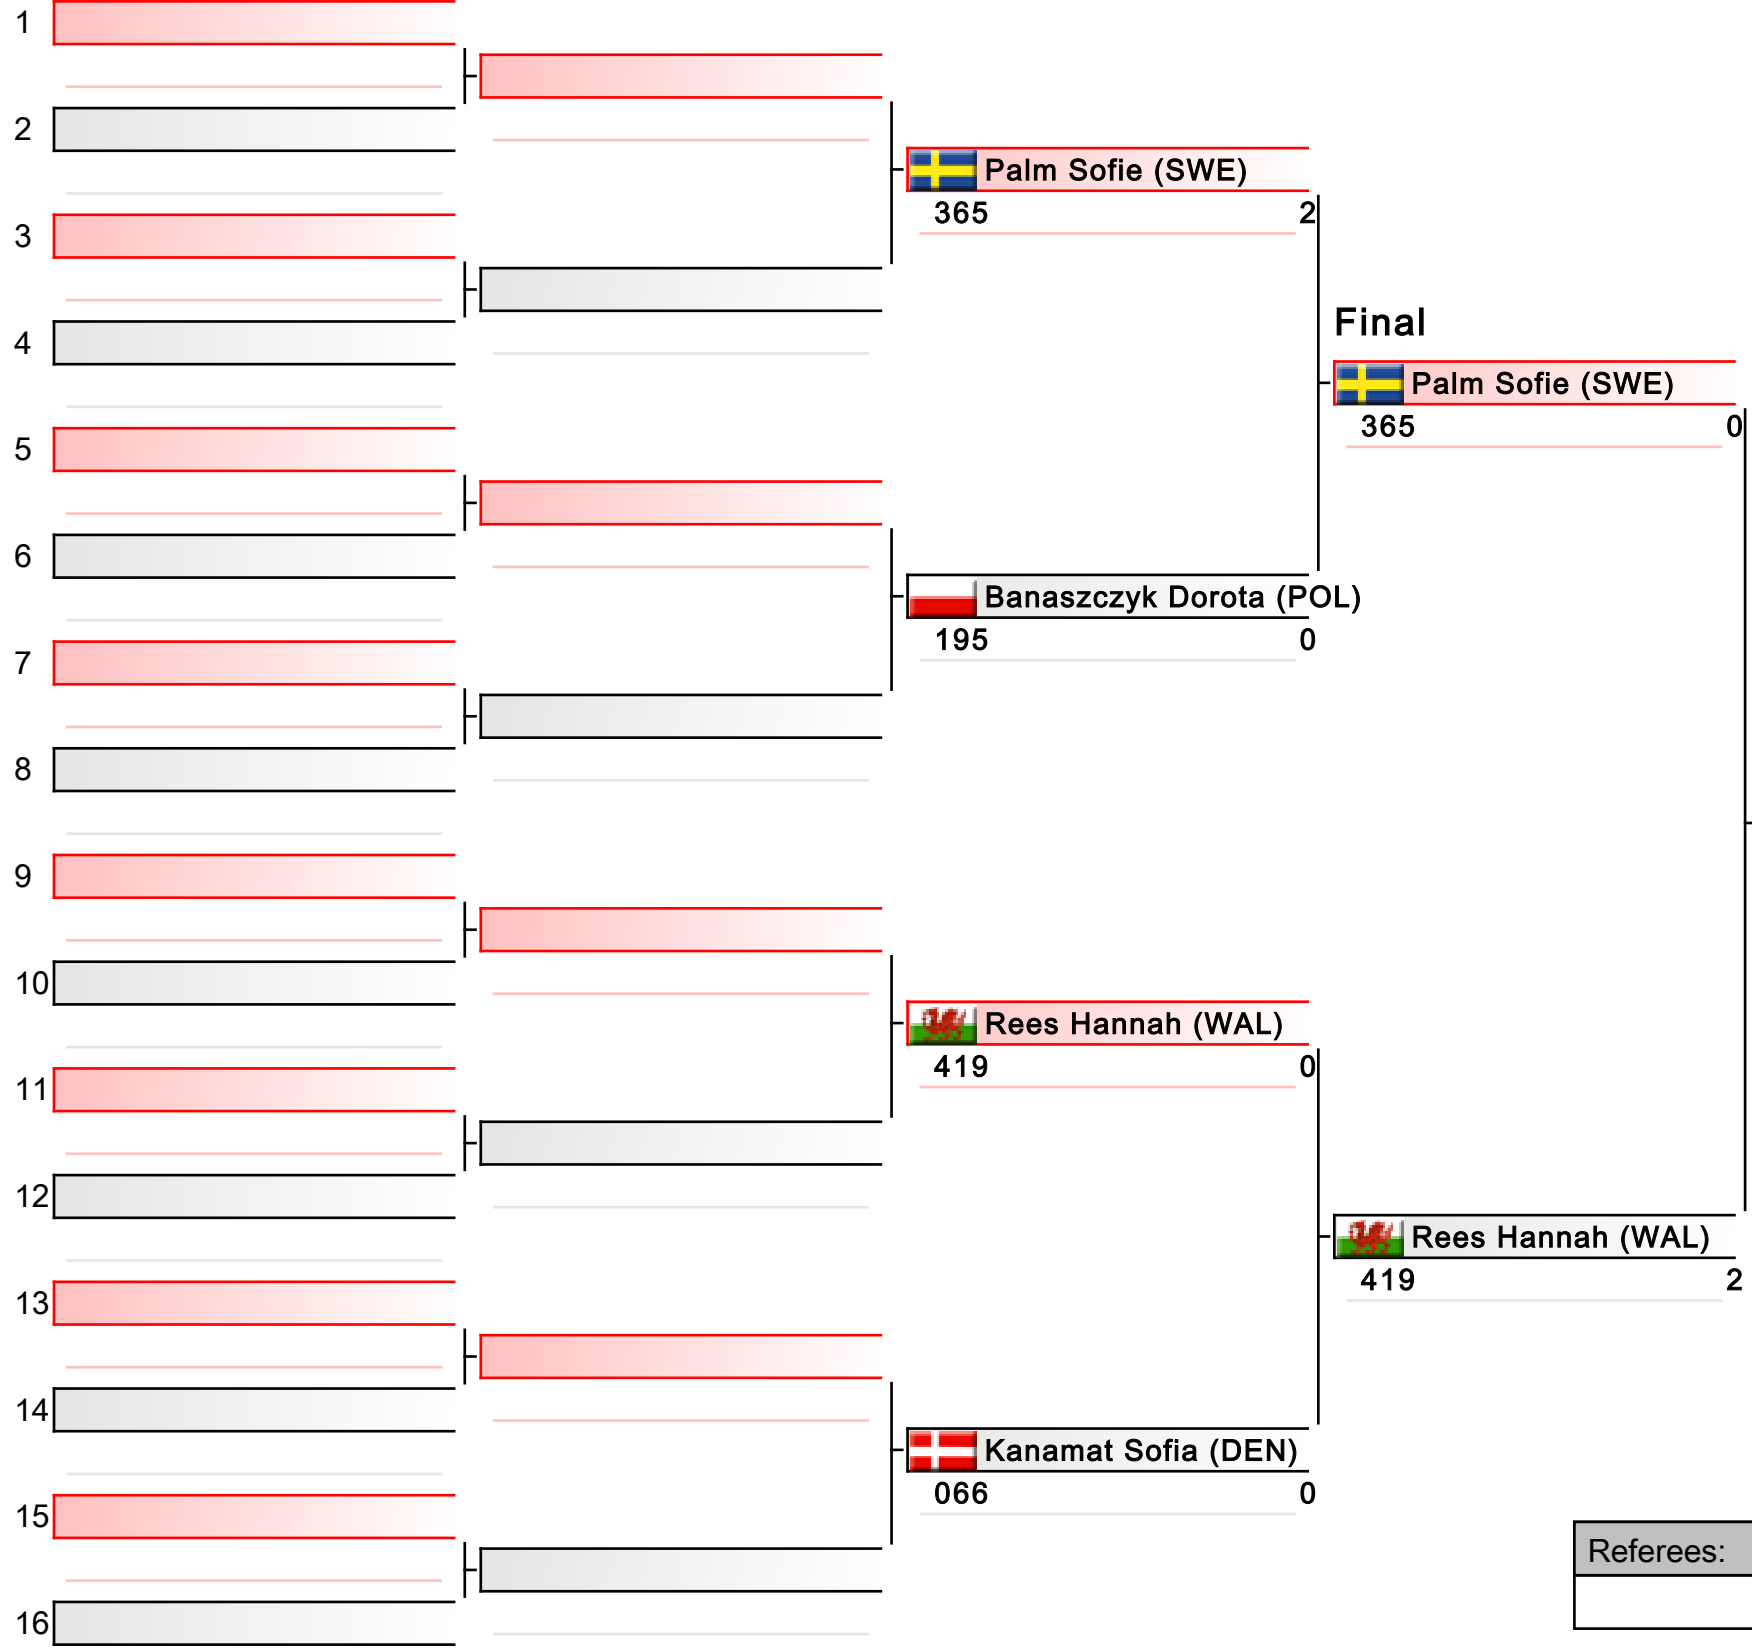 1
2
Palm Sofie (SWE)
365 2
3
Final
4
Palm Sofie (SWE)
365 0
5
6
Banaszczyk Dorota (POL)
195 0
7
8
9
10
Rees Hannah (WAL)
419 0
11
12
Rees Hannah (WAL)
419 2
13
14
Kanamat Sofia (DEN)
066 0
15
Referees:
16